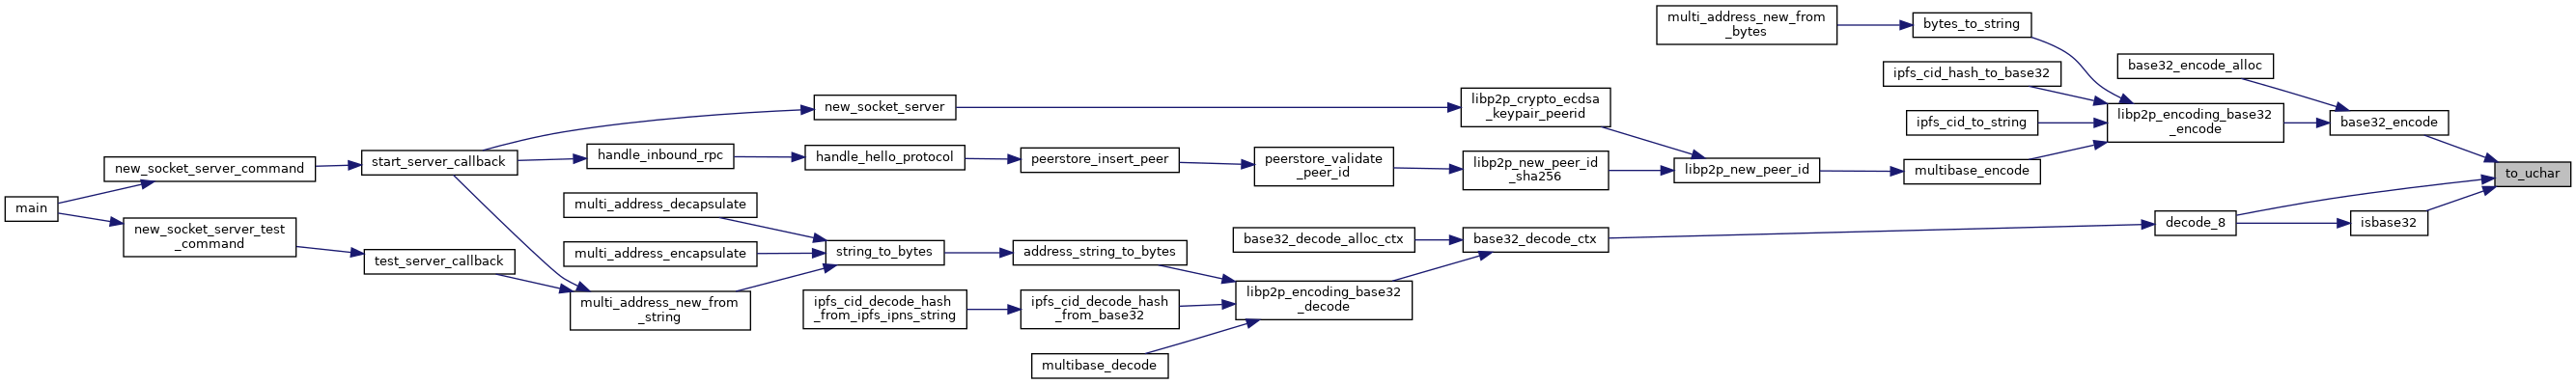 main
new_socket_server_command
new_socket_server_test
_command
start_server_callback
test_server_callback
new_socket_server
handle_inbound_rpc
multi_address_decapsulate
multi_address_encapsulate
multi_address_new_from
_string
handle_hello_protocol
string_to_bytes
ipfs_cid_decode_hash
_from_ipfs_ipns_string
peerstore_insert_peer
address_string_to_bytes
ipfs_cid_decode_hash
_from_base32
multibase_decode
peerstore_validate
_peer_id
base32_decode_alloc_ctx
libp2p_encoding_base32
_decode
libp2p_crypto_ecdsa
_keypair_peerid
libp2p_new_peer_id
_sha256
base32_decode_ctx
multi_address_new_from
_bytes
libp2p_new_peer_id
bytes_to_string
ipfs_cid_hash_to_base32
ipfs_cid_to_string
multibase_encode
base32_encode_alloc
libp2p_encoding_base32
_encode
decode_8
base32_encode
isbase32
to_uchar